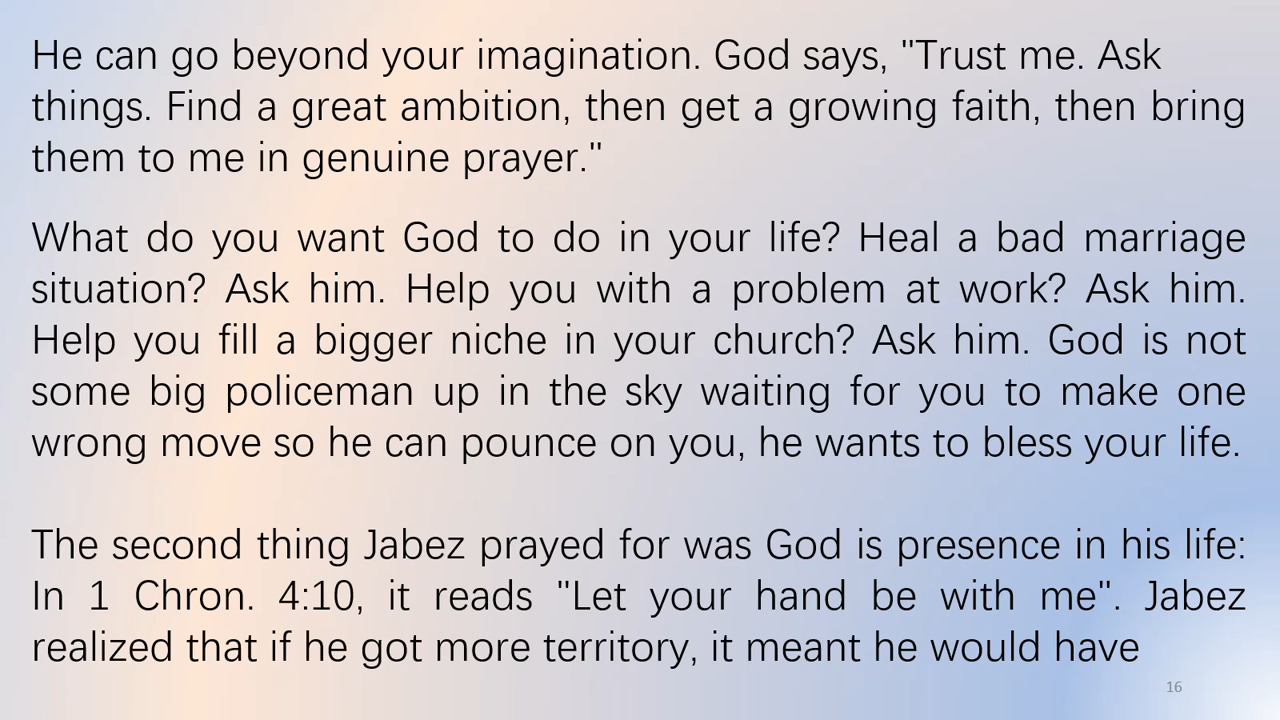 He can go beyond your imagination. God says, "Trust me. Ask
things. Find a great ambition, then get a growing faith, then bring
them to me in genuine prayer."
What do you want God to do in your life? Heal a bad marriage
situation? Ask him. Help you with a problem at work? Ask him.
Help you fill a bigger niche in your church? Ask him. God is not
some big policeman up in the sky waiting for you to make one
wrong move so he can pounce on you, he wants to bless your life.
The second thing Jabez prayed for was God is presence in his life:
In 1 Chron. 4:10, it reads "Let your hand be with me". Jabez
realized that if he got more territory, it meant he would have
16